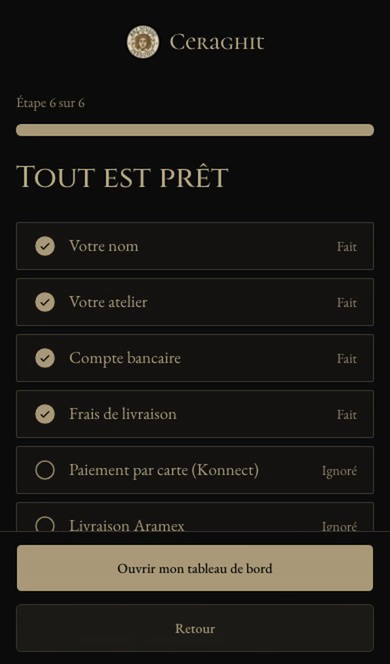 Ceraghit
Étape 6 sur 6
Tout est prêt
Votre nom Fait
Votre atelier Fait
Compte bancaire Fait
Frais de livraison Fait
Paiement par carte (Konnect) Ignoré
Livraison Aramex Ignoré
Ouvrir mon tableau de bord
Retour